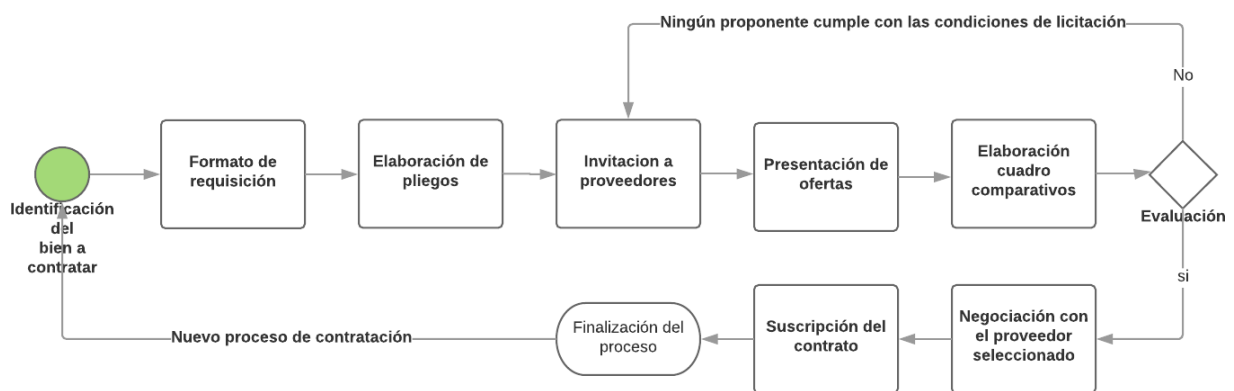 Ningún proponente cumple con las condiciones de licitación
No
Identificación
del
bien a
contratar
Formato de
requisición
Elaboración de
pliegos
Invitacion a
proveedores
Presentación de
ofertas
Elaboración
cuadro
comparativos
Evaluación
si
Negociación con
el proveedor
seleccionado
Suscripción del
contrato
Finalización del
proceso
Nuevo proceso de contratación